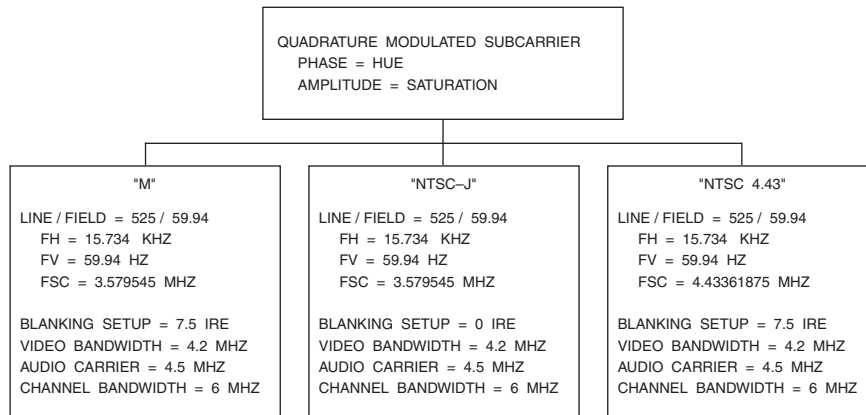 QUADRATURE MODULATED SUBCARRIER
PHASE = HUE
AMPLITUDE = SATURATION
"M"
LINE / FIELD = 525 / 59.94
FH = 15.734 KHZ
FV = 59.94 HZ
FSC = 3.579545 MHZ
BLANKING SETUP = 7.5 IRE
VIDEO BANDWIDTH = 4.2 MHZ
AUDIO CARRIER = 4.5 MHZ
CHANNEL BANDWIDTH = 6 MHZ
"NTSC–J"
LINE / FIELD = 525 / 59.94
FH = 15.734 KHZ
FV = 59.94 HZ
FSC = 3.579545 MHZ
BLANKING SETUP = 0 IRE
VIDEO BANDWIDTH = 4.2 MHZ
AUDIO CARRIER = 4.5 MHZ
CHANNEL BANDWIDTH = 6 MHZ
"NTSC 4.43"
LINE / FIELD = 525 / 59.94
FH = 15.734 KHZ
FV = 59.94 HZ
FSC = 4.43361875 MHZ
BLANKING SETUP = 7.5 IRE
VIDEO BANDWIDTH = 4.2 MHZ
AUDIO CARRIER = 4.5 MHZ
CHANNEL BANDWIDTH = 6 MHZ